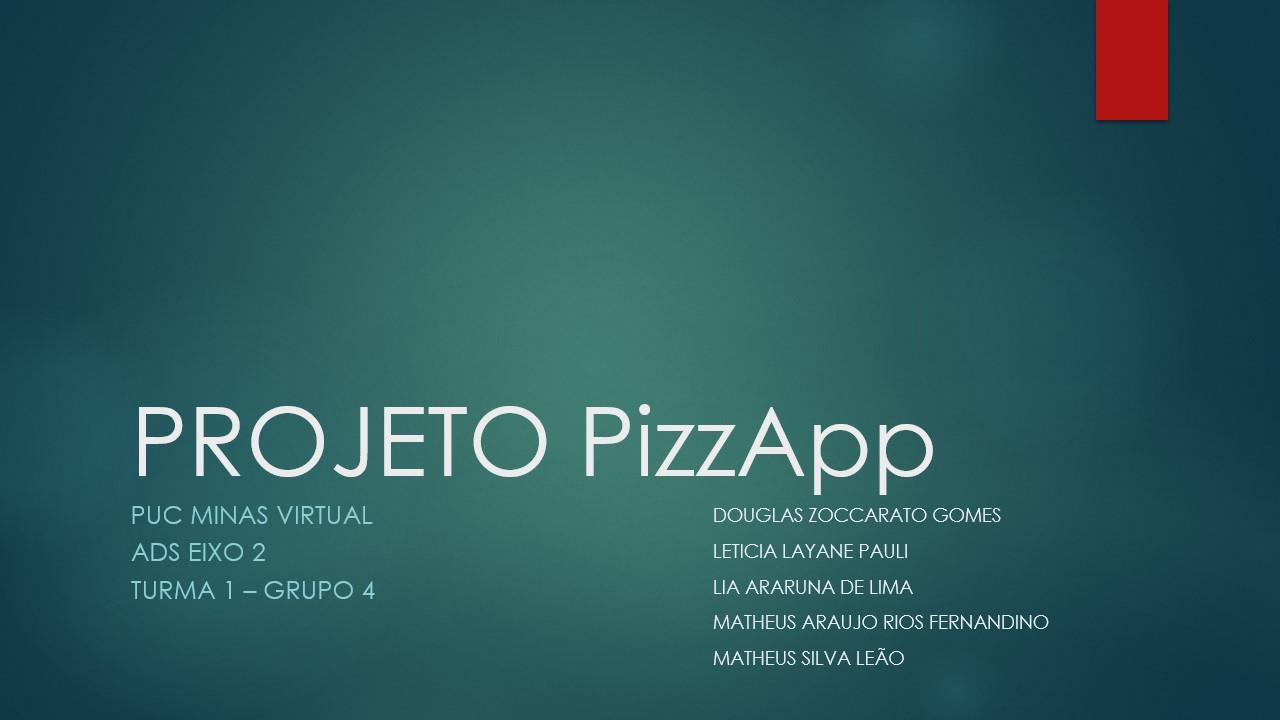 PROJETO PizzApp
PUC MINAS VIRTUAL
ADS EIXO 2
TURMA 1 – GRUPO 4
DOUGLAS ZOCCARATO GOMES
LETICIA LAYANE PAULI
LIA ARARUNA DE LIMA
MATHEUS ARAUJO RIOS FERNANDINO
MATHEUS SILVA LEÃO